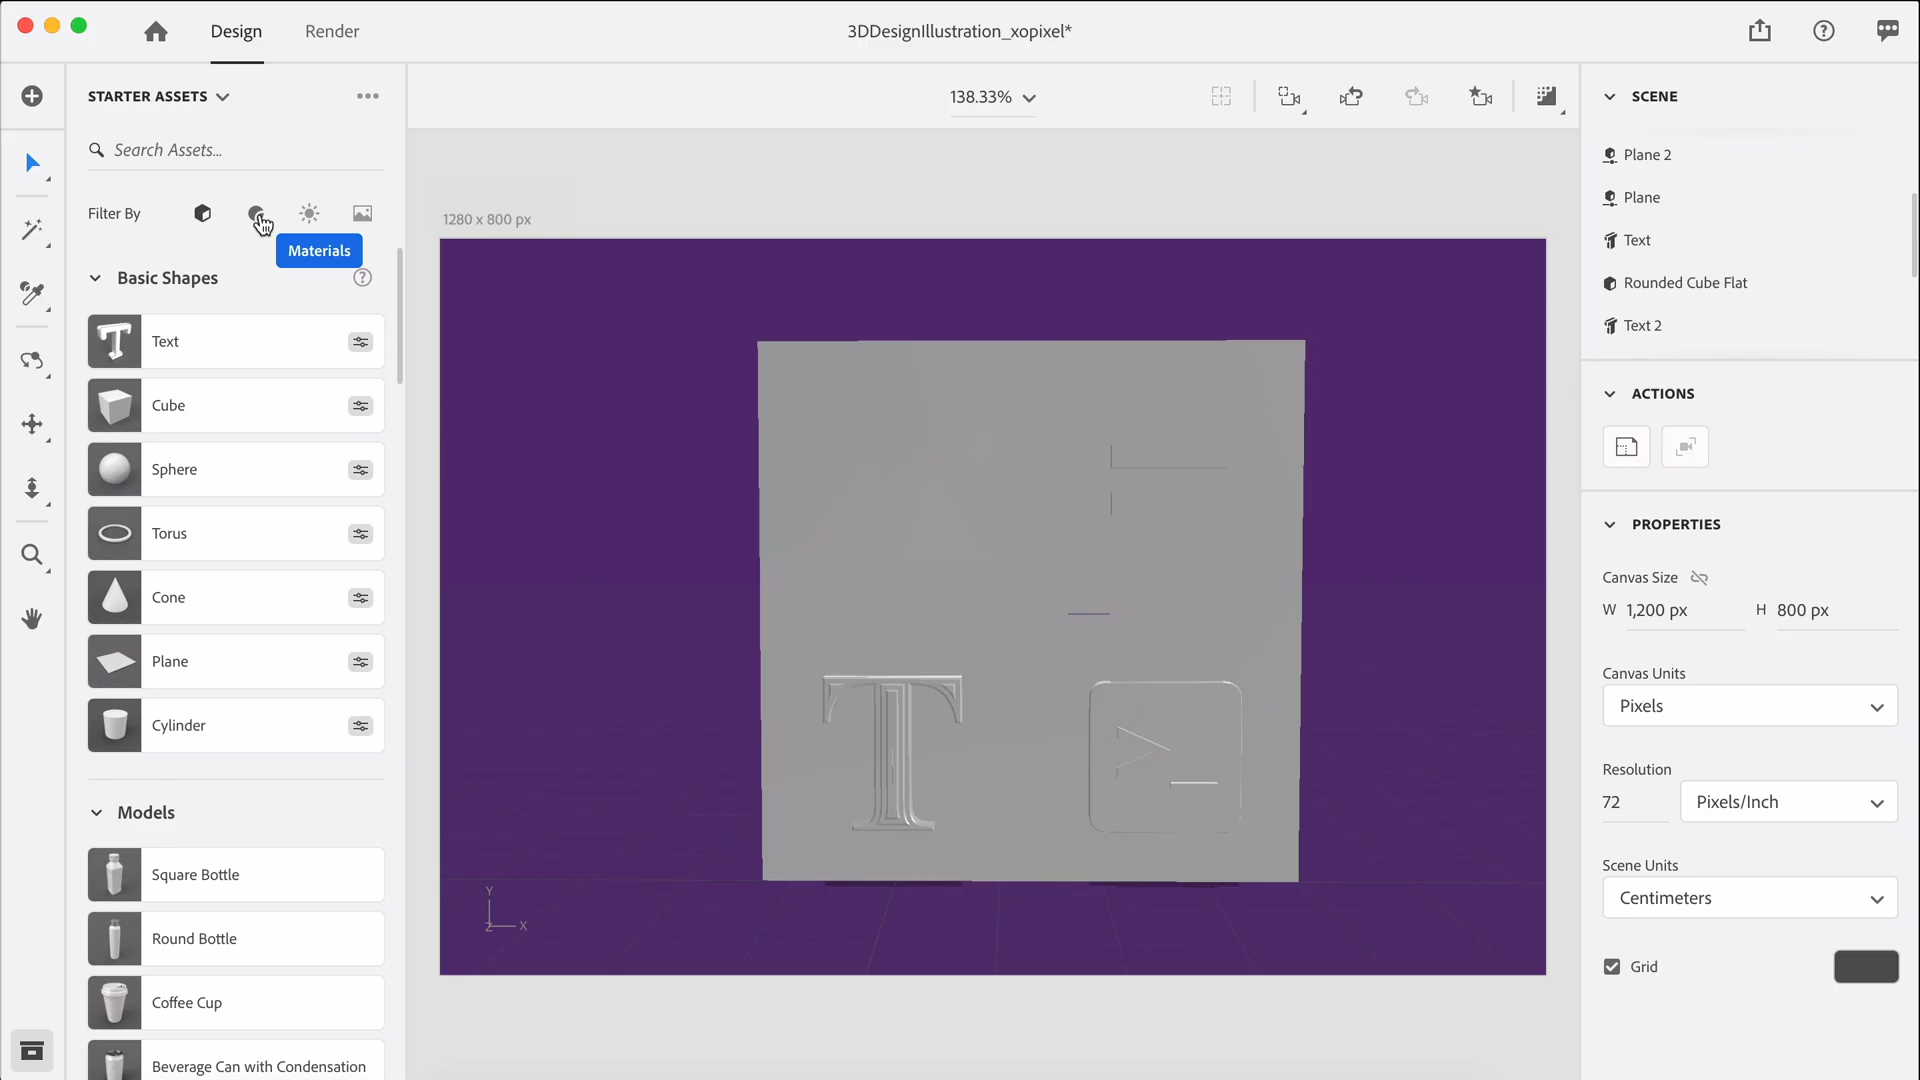 Design
Render
3DDesignIllustration_xopixel*
STARTER ASSETS
138.33%
SCENE
Search Assets...
Plane 2
Plane
Filter By
1280 x 800 px
Text
Materials
Basic Shapes
Rounded Cube Flat
Text 2
Text
Cube
Sphere
Torus
Cone
Plane
Cylinder
ACTIONS
PROPERTIES
Canvas Size
W 1,200 px H 800 px
Canvas Units
Pixels
Resolution
72 Pixels/Inch
T
>_
Models
Square Bottle
Round Bottle
Coffee Cup
Beverage Can with Condensation
Scene Units
Centimeters
Y
Z X
Grid